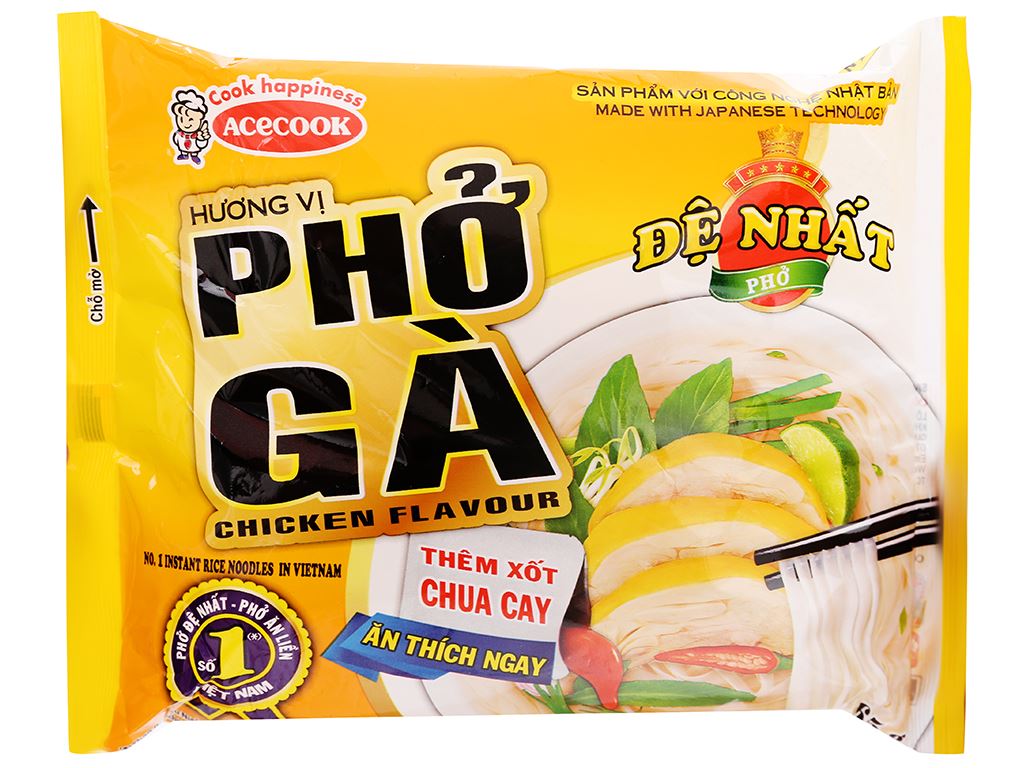 Cook happiness
ACECOOK
SẢN PHẨM VỚI CÔNG NGHỆ NHẬT BẢN
MADE WITH JAPANESE TECHNOLOGY
HƯƠNG VỊ
PHỞ
GÀ
CHICKEN FLAVOUR
ĐỆ NHẤT
PHỞ
Chỗ mở
NO. 1 INSTANT RICE NOODLES IN VIETNAM
THÊM XỐT
CHUA CAY
ĂN THÍCH NGAY
PHỞ ĐỆ NHẤT - PHỞ ĂN LIỀN
SỐ 1 (*)
VIỆT NAM